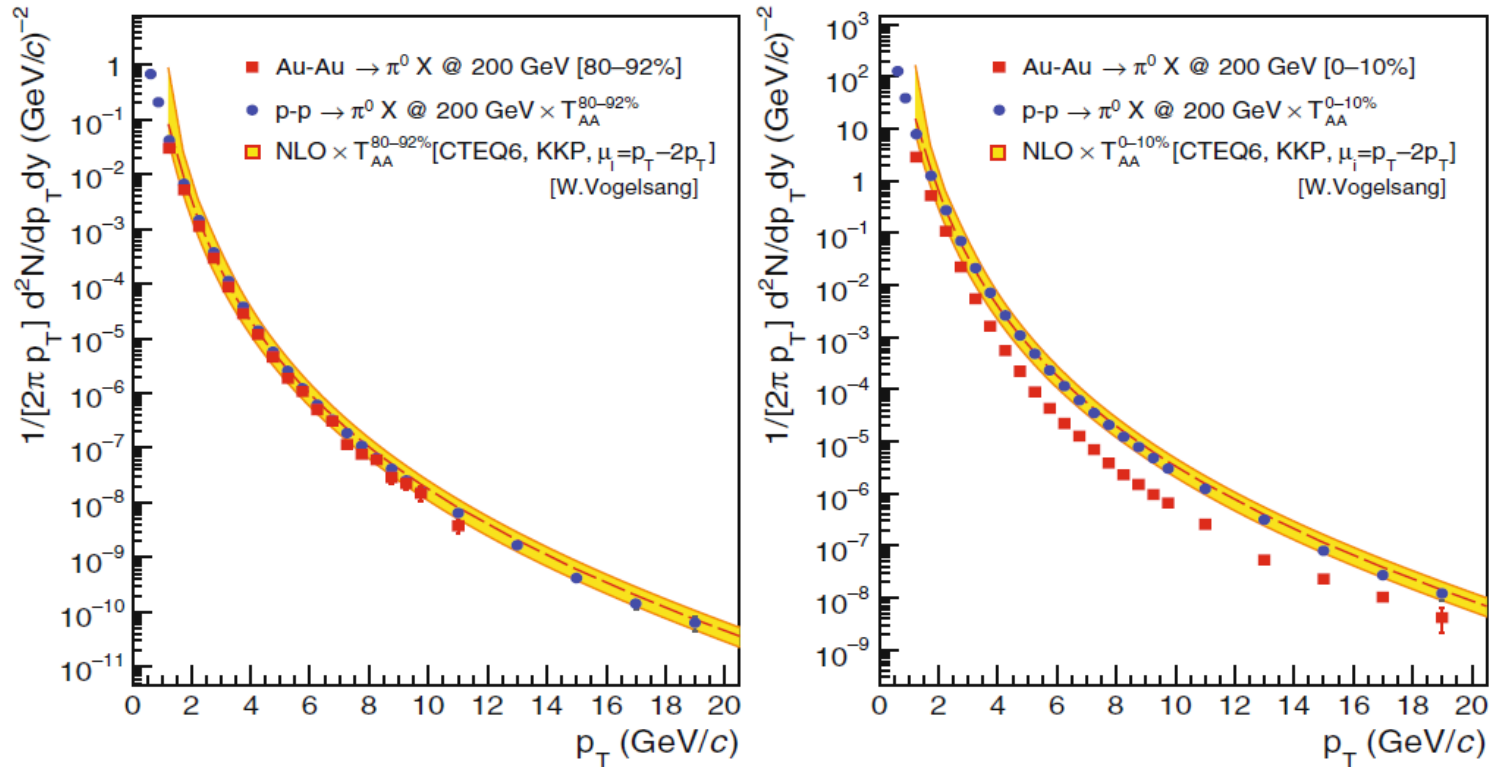 1/[2π p_T] d²N/dp_T dy (GeV/c)⁻²
1
10⁻¹
10⁻²
10⁻³
10⁻⁴
10⁻⁵
10⁻⁶
10⁻⁷
10⁻⁸
10⁻⁹
10⁻¹⁰
10⁻¹¹
Au-Au → π⁰ X @ 200 GeV [80–92%]
p-p → π⁰ X @ 200 GeV × T_AA^80–92%
NLO × T_AA^80–92% [CTEQ6, KKP, μ_i=p_T–2p_T]
[W.Vogelsang]
0 2 4 6 8 10 12 14 16 18 20
p_T (GeV/c)
1/[2π p_T] d²N/dp_T dy (GeV/c)⁻²
10³
10²
10
1
10⁻¹
10⁻²
10⁻³
10⁻⁴
10⁻⁵
10⁻⁶
10⁻⁷
10⁻⁸
10⁻⁹
Au-Au → π⁰ X @ 200 GeV [0–10%]
p-p → π⁰ X @ 200 GeV × T_AA^0–10%
NLO × T_AA^0–10% [CTEQ6, KKP, μ_i=p_T–2p_T]
[W.Vogelsang]
0 2 4 6 8 10 12 14 16 18 20
p_T (GeV/c)